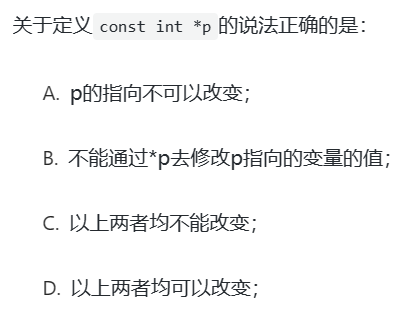 关于定义 const int *p 的说法正确的是：
A. p的指向不可以改变；
B. 不能通过*p去修改p指向的变量的值；
C. 以上两者均不能改变；
D. 以上两者均可以改变；